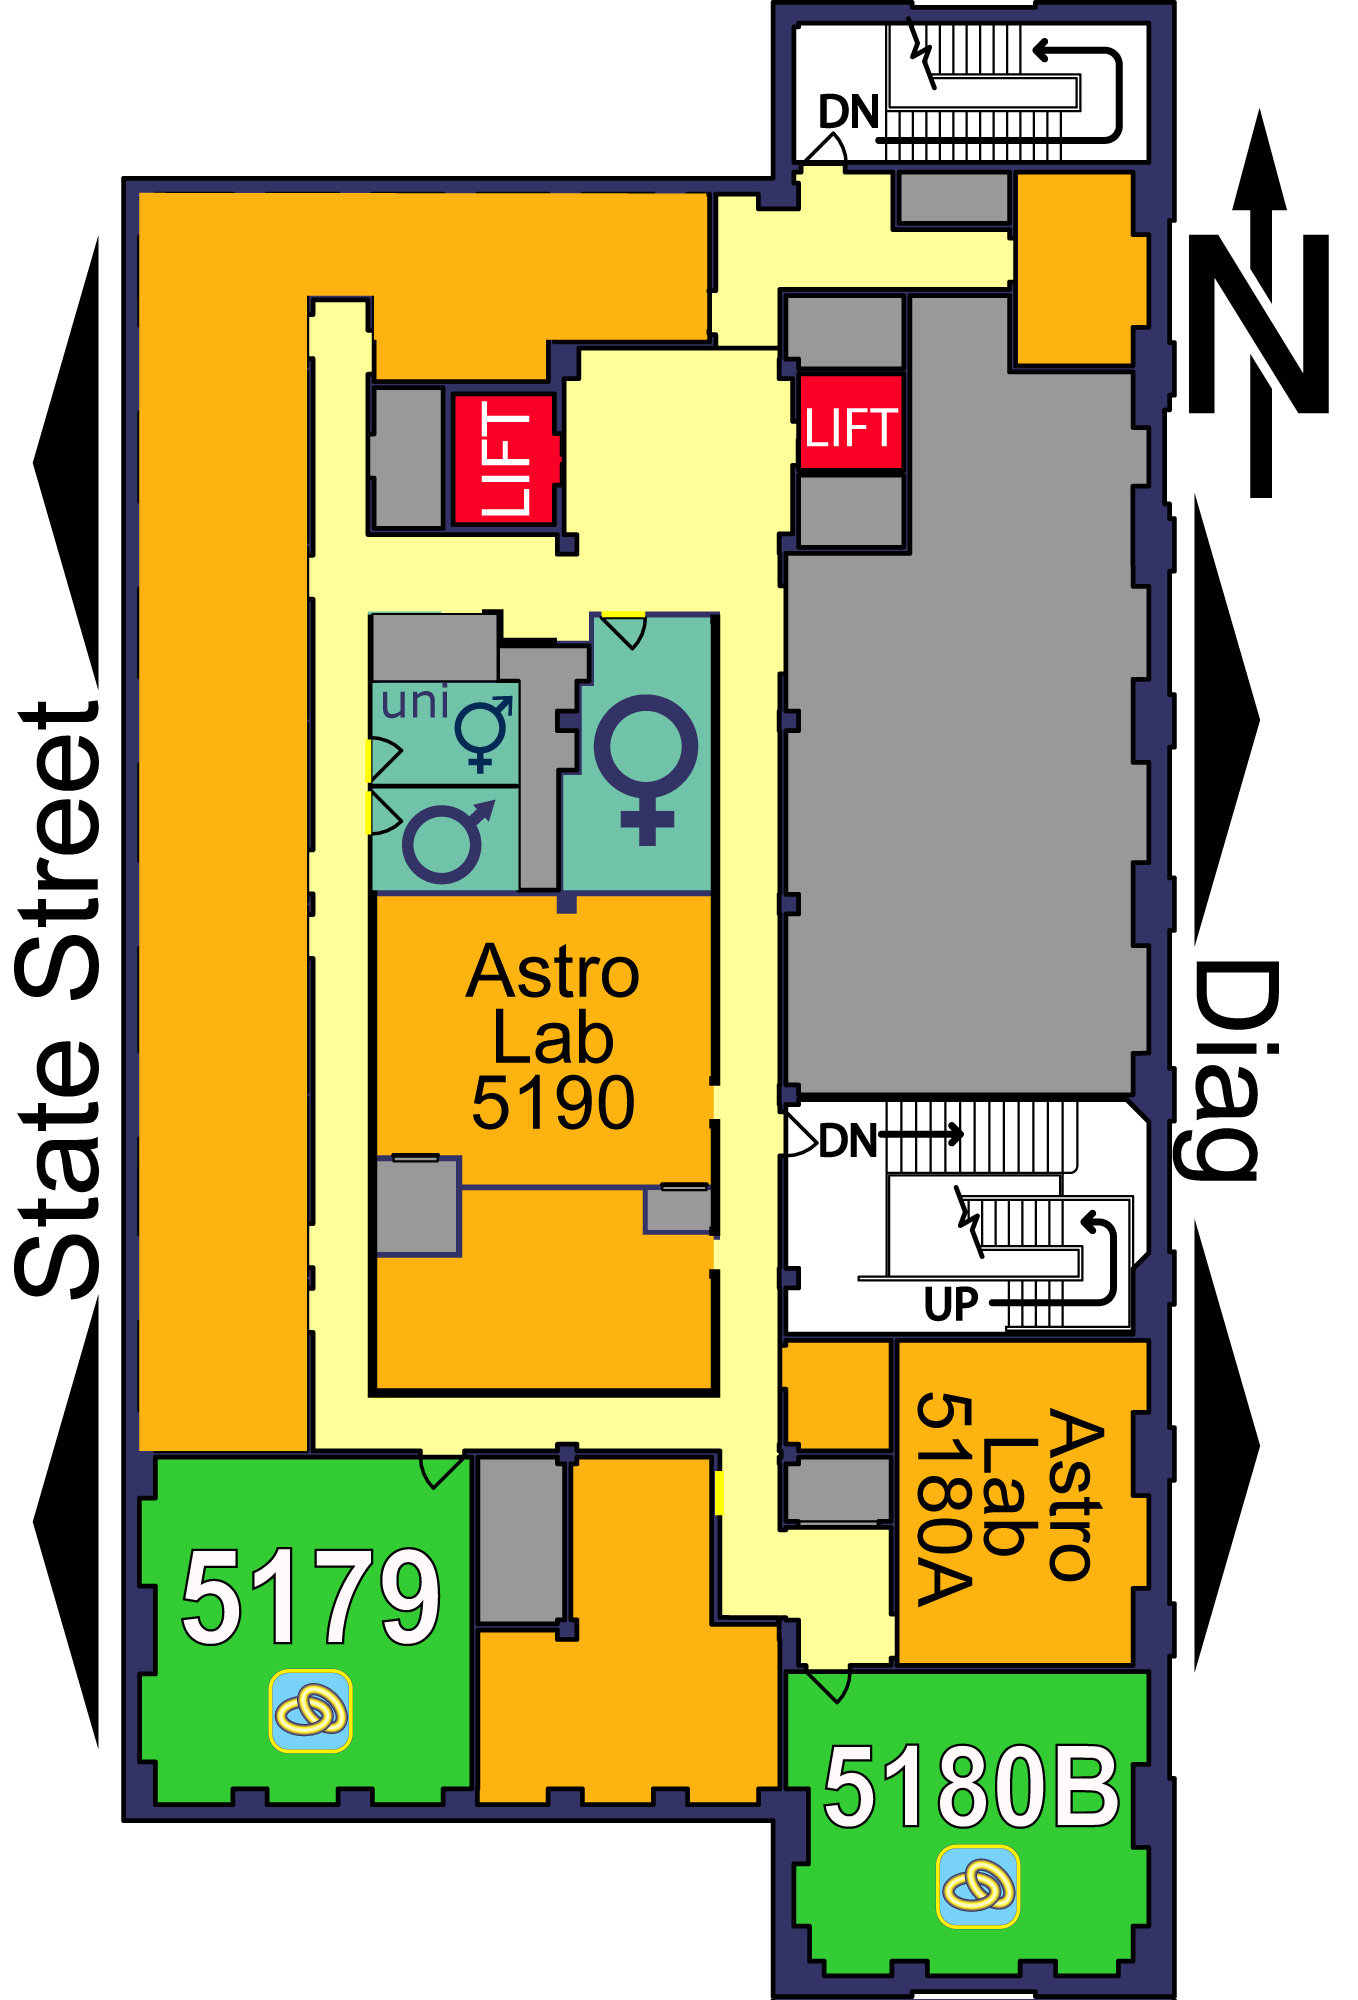 DN
N
LIFT
LIFT
State Street
uni
Astro
Lab
5190
Diag
DN
UP
Astro
Lab
5180A
5179
5180B